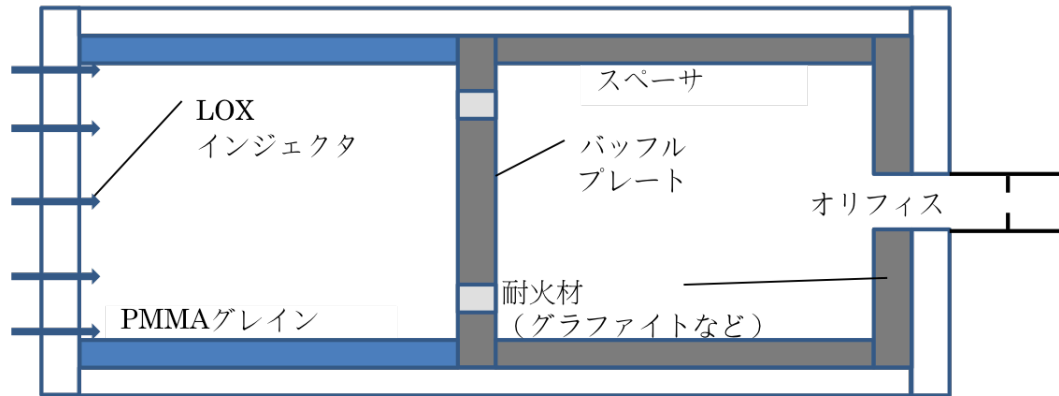 スペーサ
LOX
インジェクタ
バッフル
プレート
オリフィス
耐火材
（グラファイトなど）
PMMAグレイン